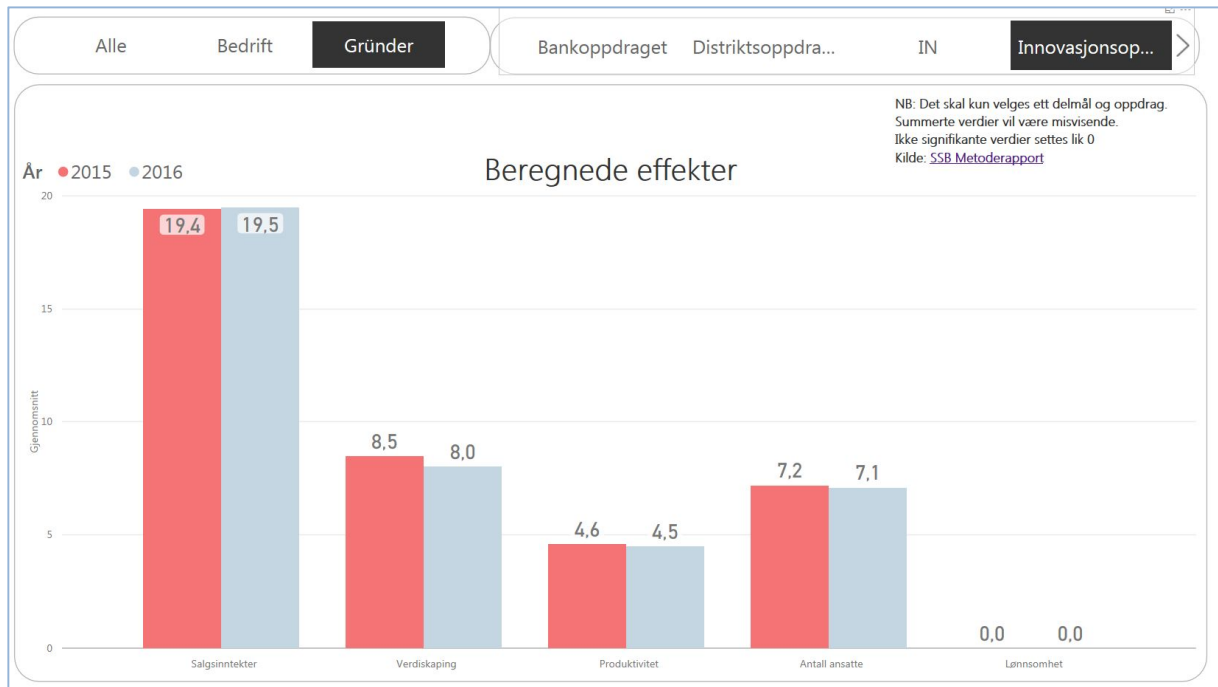 Alle Bedrift Gründer
Bankoppdraget Distriktsoppdra... IN Innovasjonsop...
NB: Det skal kun velges ett delmål og oppdrag.
Summerte verdier vil være misvisende.
Ikke signifikante verdier settes lik 0
Kilde: SSB Metoderapport
År 2015 2016
Beregnede effekter
Gjennomsnitt
20
15
10
5
0
19,4 19,5
8,5 8,0
4,6 4,5
7,2 7,1
0,0 0,0
Salgsinntekter Verdiskaping Produktivitet Antall ansatte Lønnsomhet